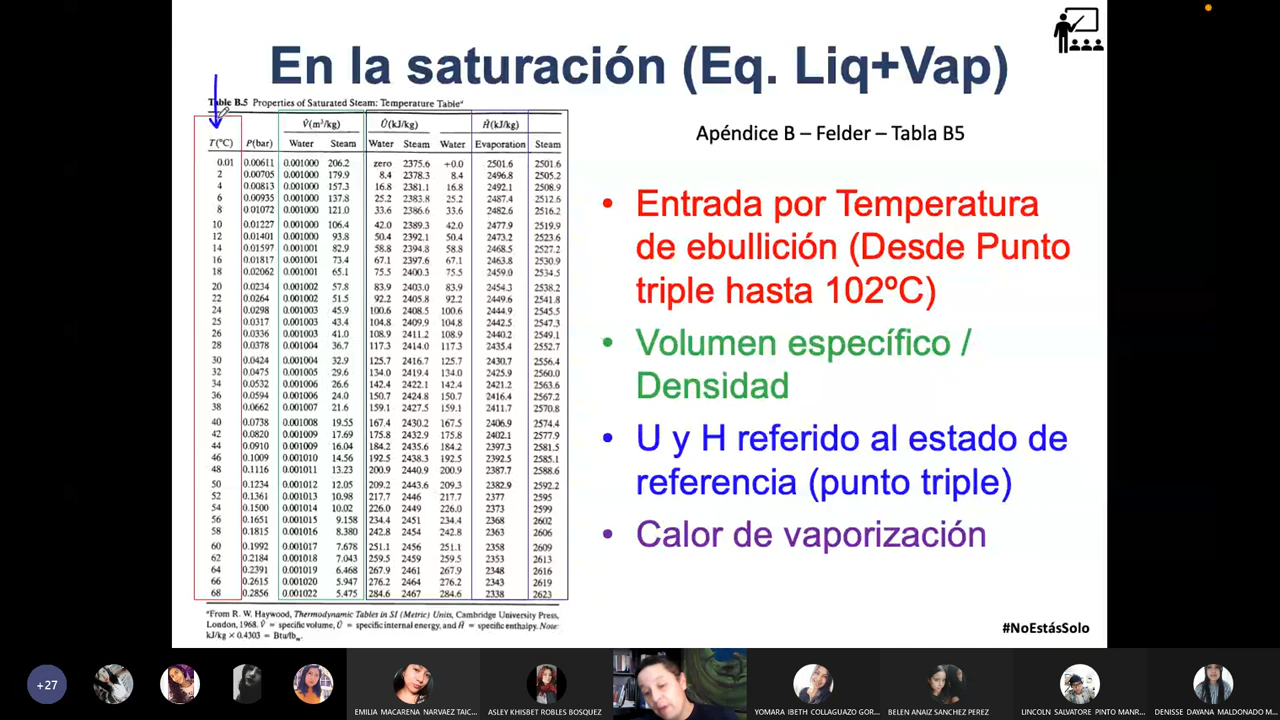 En la saturación (Eq. Liq+Vap)
Table B.5 Properties of Saturated Steam: Temperature Tableᵃ
V̂(m³/kg) Û(kJ/kg) Ĥ(kJ/kg)
T(°C) P(bar) Water Steam Water Steam Water Evaporation Steam
0.01 0.00611 0.001000 206.2 zero 2375.6 +0.0 2501.6 2501.6
2 0.00705 0.001000 179.9 8.4 2378.3 8.4 2496.8 2505.2
4 0.00813 0.001000 157.3 16.8 2381.1 16.8 2492.1 2508.9
6 0.00935 0.001000 137.8 25.2 2383.8 25.2 2487.4 2512.6
8 0.01072 0.001000 121.0 33.6 2386.6 33.6 2482.6 2516.2
10 0.01227 0.001000 106.4 42.0 2389.3 42.0 2477.9 2519.9
12 0.01401 0.001000 93.8 50.4 2392.1 50.4 2473.2 2523.6
14 0.01597 0.001001 82.9 58.8 2394.8 58.8 2468.5 2527.2
16 0.01817 0.001001 73.4 67.1 2397.6 67.1 2463.8 2530.9
18 0.02062 0.001001 65.1 75.5 2400.3 75.5 2459.0 2534.5
20 0.0234 0.001002 57.8 83.9 2403.0 83.9 2454.3 2538.2
22 0.0264 0.001002 51.5 92.2 2405.8 92.2 2449.6 2541.8
24 0.0298 0.001003 45.9 100.6 2408.5 100.6 2444.9 2545.5
25 0.0317 0.001003 43.4 104.8 2409.9 104.8 2442.5 2547.3
26 0.0336 0.001003 41.0 108.9 2411.2 108.9 2440.2 2549.1
28 0.0378 0.001004 36.7 117.3 2414.0 117.3 2435.4 2552.7
30 0.0424 0.001004 32.9 125.7 2416.7 125.7 2430.7 2556.4
32 0.0475 0.001005 29.6 134.0 2419.4 134.0 2425.9 2560.0
34 0.0532 0.001006 26.6 142.4 2422.1 142.4 2421.2 2563.6
36 0.0594 0.001006 24.0 150.7 2424.8 150.7 2416.4 2567.2
38 0.0662 0.001007 21.6 159.1 2427.5 159.1 2411.7 2570.8
40 0.0738 0.001008 19.55 167.4 2430.2 167.5 2406.9 2574.4
42 0.0820 0.001009 17.69 175.8 2432.9 175.8 2402.1 2577.9
44 0.0910 0.001009 16.04 184.2 2435.6 184.2 2397.3 2581.5
46 0.1009 0.001010 14.56 192.5 2438.3 192.5 2392.5 2585.1
48 0.1116 0.001011 13.23 200.9 2440.9 200.9 2387.7 2588.6
50 0.1234 0.001012 12.05 209.2 2443.6 209.3 2382.9 2592.2
52 0.1361 0.001013 10.98 217.7 2446 217.7 2377 2595
54 0.1500 0.001014 10.02 226.0 2449 226.0 2373 2599
56 0.1651 0.001015 9.158 234.4 2451 234.4 2368 2602
58 0.1815 0.001016 8.380 242.8 2454 242.8 2363 2606
60 0.1992 0.001017 7.678 251.1 2456 251.1 2358 2609
62 0.2184 0.001018 7.043 259.5 2459 259.5 2353 2613
64 0.2391 0.001019 6.468 267.9 2461 267.9 2348 2616
66 0.2615 0.001020 5.947 276.2 2464 276.2 2343 2619
68 0.2856 0.001022 5.475 284.6 2467 284.6 2338 2623
ᵃFrom R. W. Haywood, Thermodynamic Tables in SI (Metric) Units, Cambridge University Press,
London, 1968. V̂ = specific volume, Û = specific internal energy, and Ĥ = specific enthalpy. Note:
kJ/kg × 0.4303 = Btu/lbₘ.
Apéndice B – Felder – Tabla B5
• Entrada por Temperatura
de ebullición (Desde Punto
triple hasta 102ºC)
• Volumen específico /
Densidad
• U y H referido al estado de
referencia (punto triple)
• Calor de vaporización
#NoEstásSolo
+27
EMILIA MACARENA NARVAEZ TAIC...
ASLEY KHISBET ROBLES BOSQUEZ
YOMARA IBETH COLLAGUAZO GOR...
BELEN ANAIZ SANCHEZ PEREZ
LINCOLN SALVATORE PINTO MANR...
DENISSE DAYANA MALDONADO M...